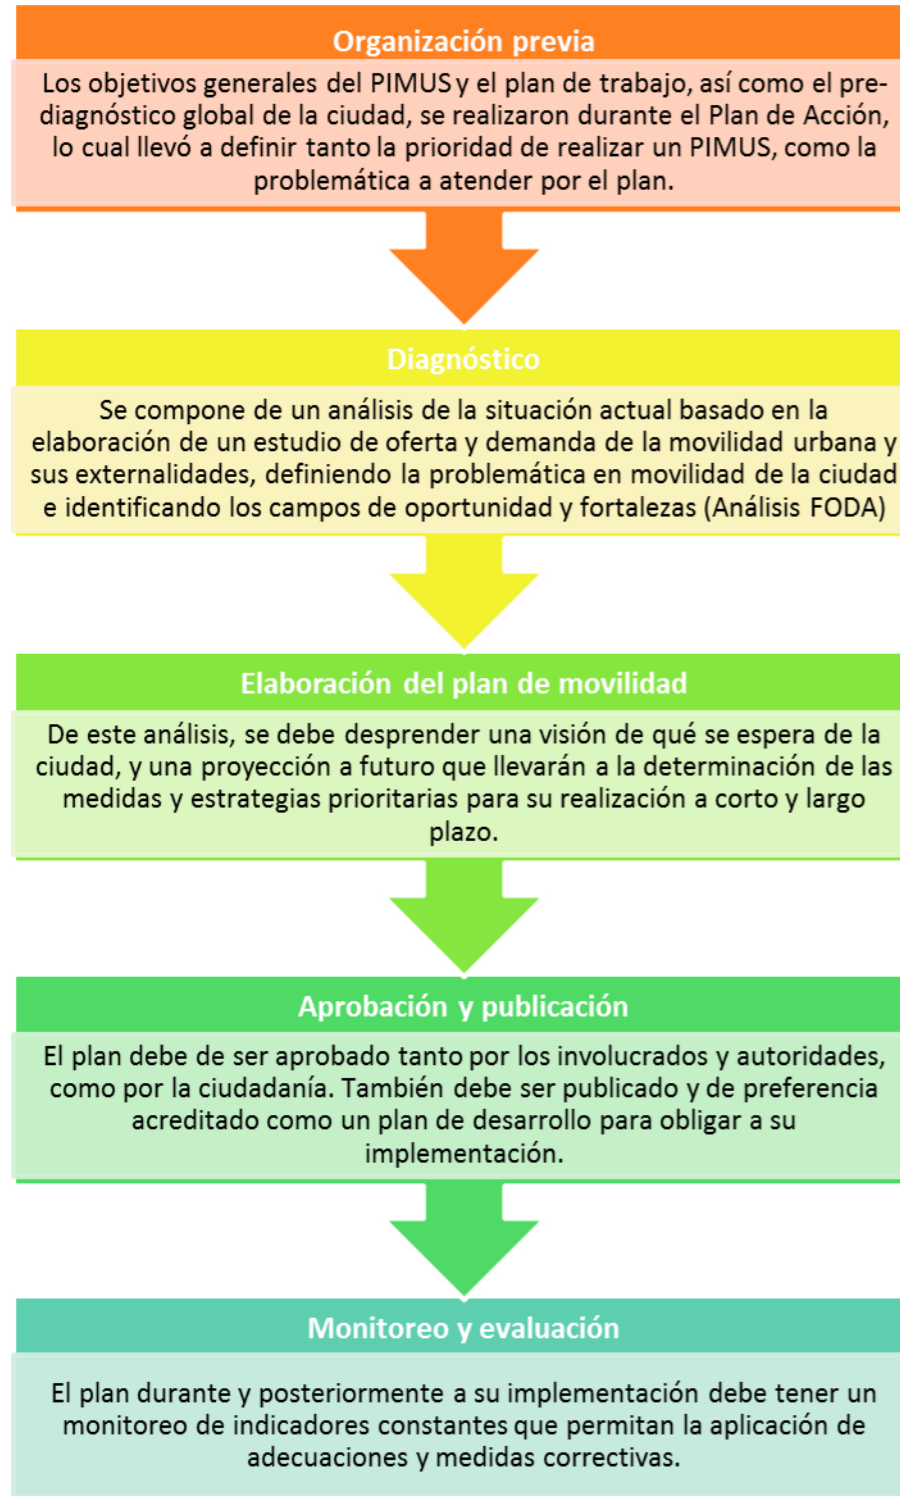 Organización previa
Los objetivos generales del PIMUS y el plan de trabajo, así como el pre-
diagnóstico global de la ciudad, se realizaron durante el Plan de Acción,
lo cual llevó a definir tanto la prioridad de realizar un PIMUS, como la
problemática a atender por el plan.
Diagnóstico
Se compone de un análisis de la situación actual basado en la
elaboración de un estudio de oferta y demanda de la movilidad urbana y
sus externalidades, definiendo la problemática en movilidad de la ciudad
e identificando los campos de oportunidad y fortalezas (Análisis FODA)
Elaboración del plan de movilidad
De este análisis, se debe desprender una visión de qué se espera de la
ciudad, y una proyección a futuro que llevarán a la determinación de las
medidas y estrategias prioritarias para su realización a corto y largo
plazo.
Aprobación y publicación
El plan debe de ser aprobado tanto por los involucrados y autoridades,
como por la ciudadanía. También debe ser publicado y de preferencia
acreditado como un plan de desarrollo para obligar a su
implementación.
Monitoreo y evaluación
El plan durante y posteriormente a su implementación debe tener un
monitoreo de indicadores constantes que permitan la aplicación de
adecuaciones y medidas correctivas.